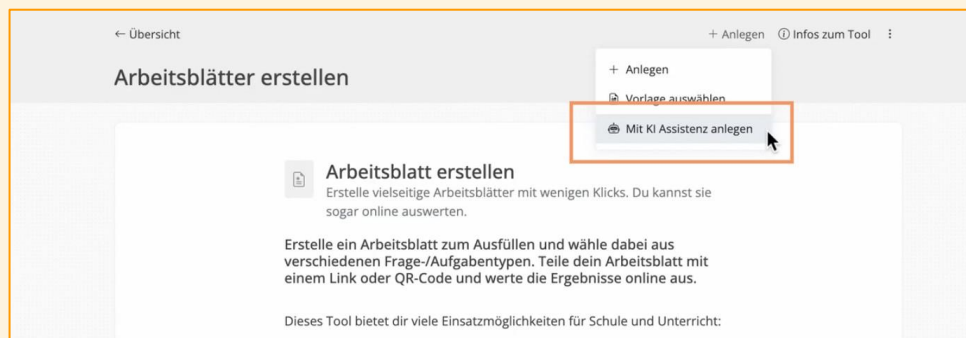 ← Übersicht
+ Anlegen ⓘ Infos zum Tool ⋮
Arbeitsblätter erstellen
+ Anlegen
Vorlage auswählen
Mit KI Assistenz anlegen
Arbeitsblatt erstellen
Erstelle vielseitige Arbeitsblätter mit wenigen Klicks. Du kannst sie
sogar online auswerten.
Erstelle ein Arbeitsblatt zum Ausfüllen und wähle dabei aus
verschiedenen Frage-/Aufgabentypen. Teile dein Arbeitsblatt mit
einem Link oder QR-Code und werte die Ergebnisse online aus.
Dieses Tool bietet dir viele Einsatzmöglichkeiten für Schule und Unterricht: